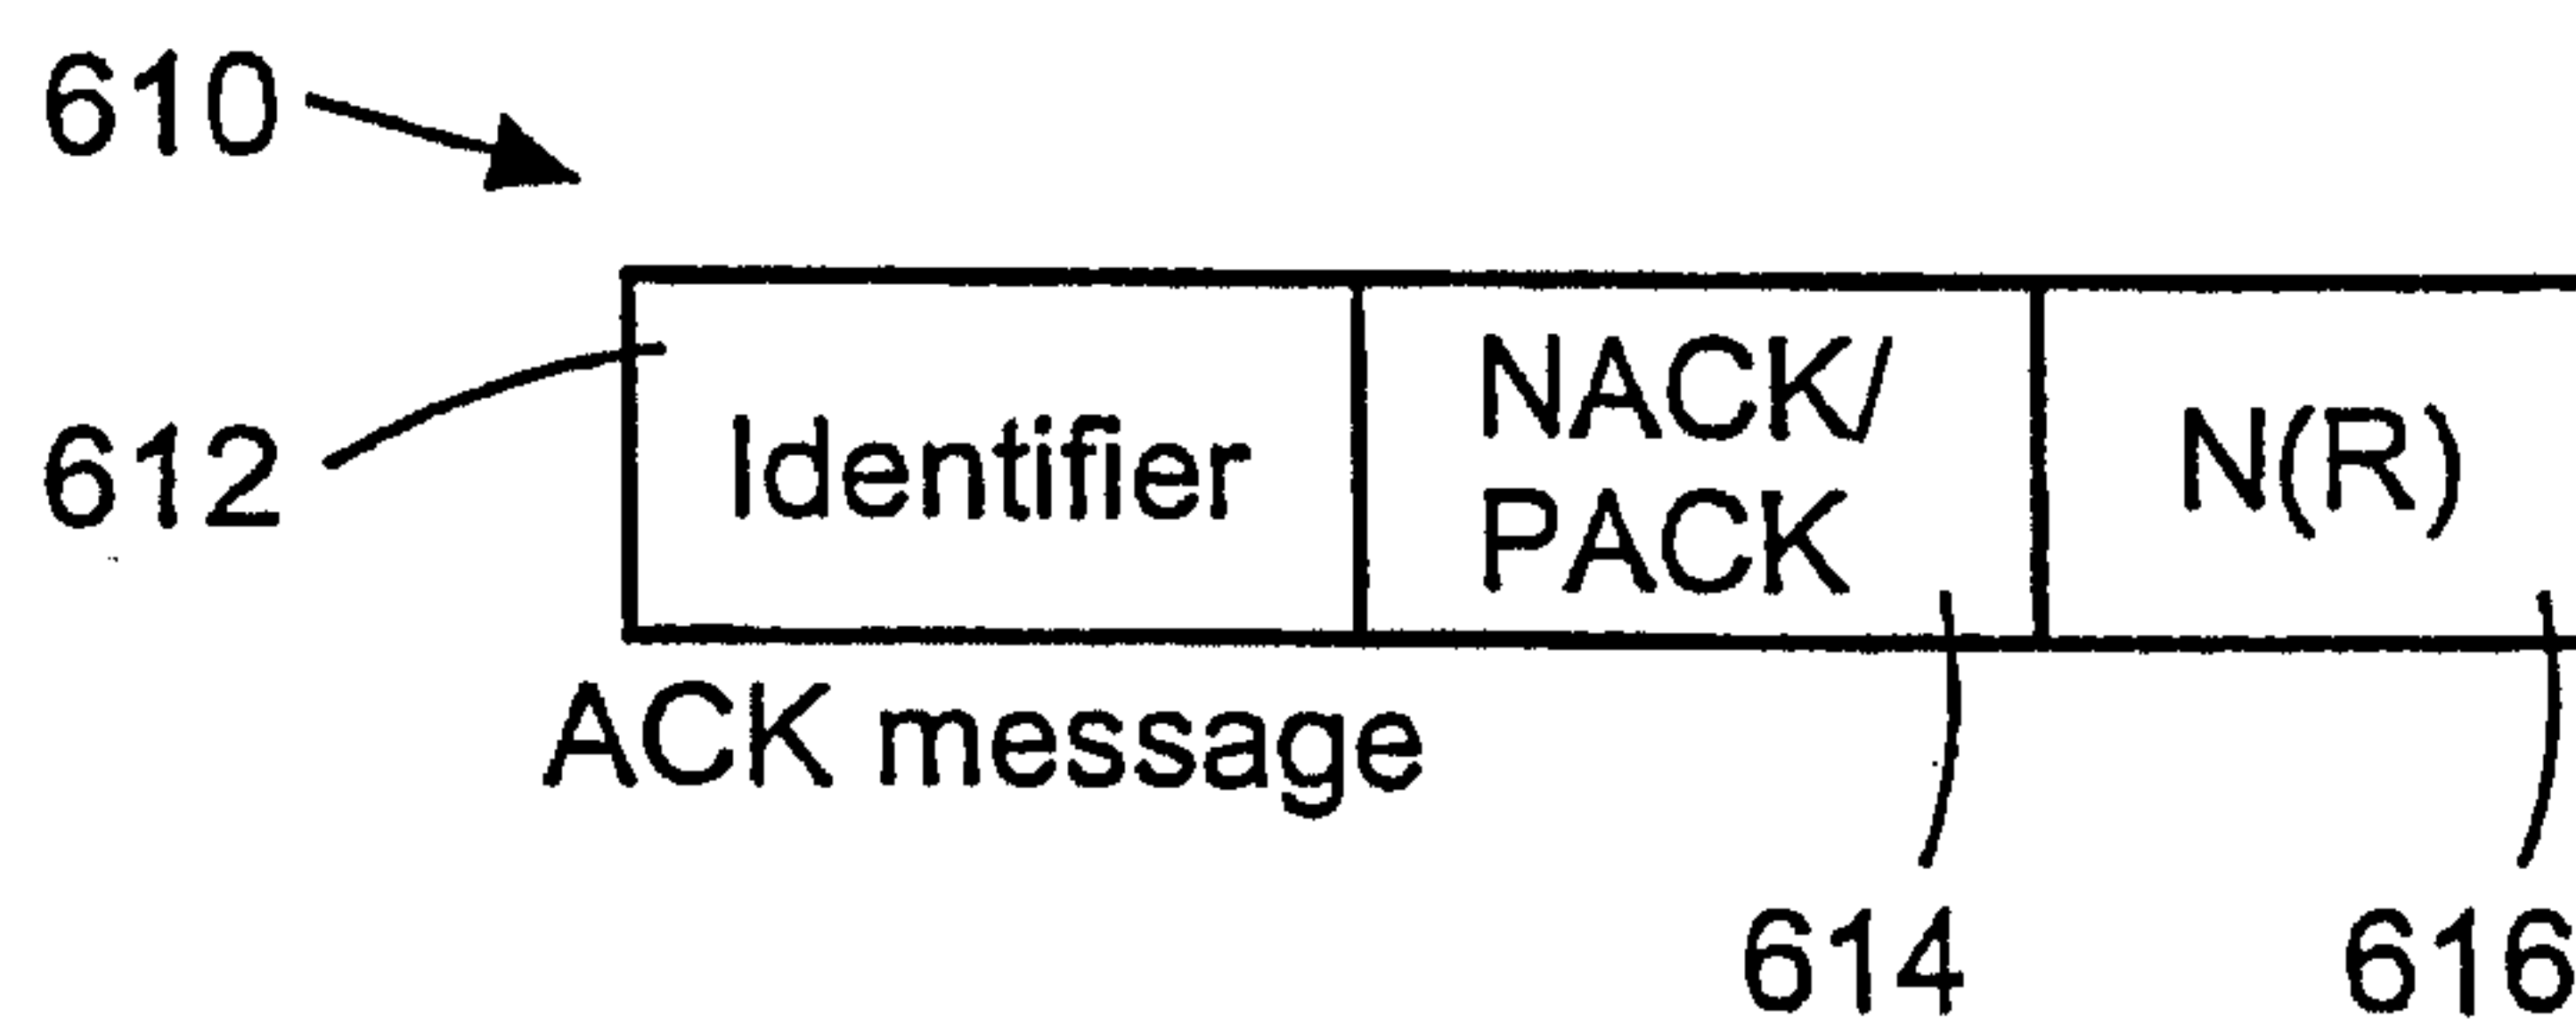 610
612
Identifier
NACK/
PACK
N(R)
ACK message
614
616